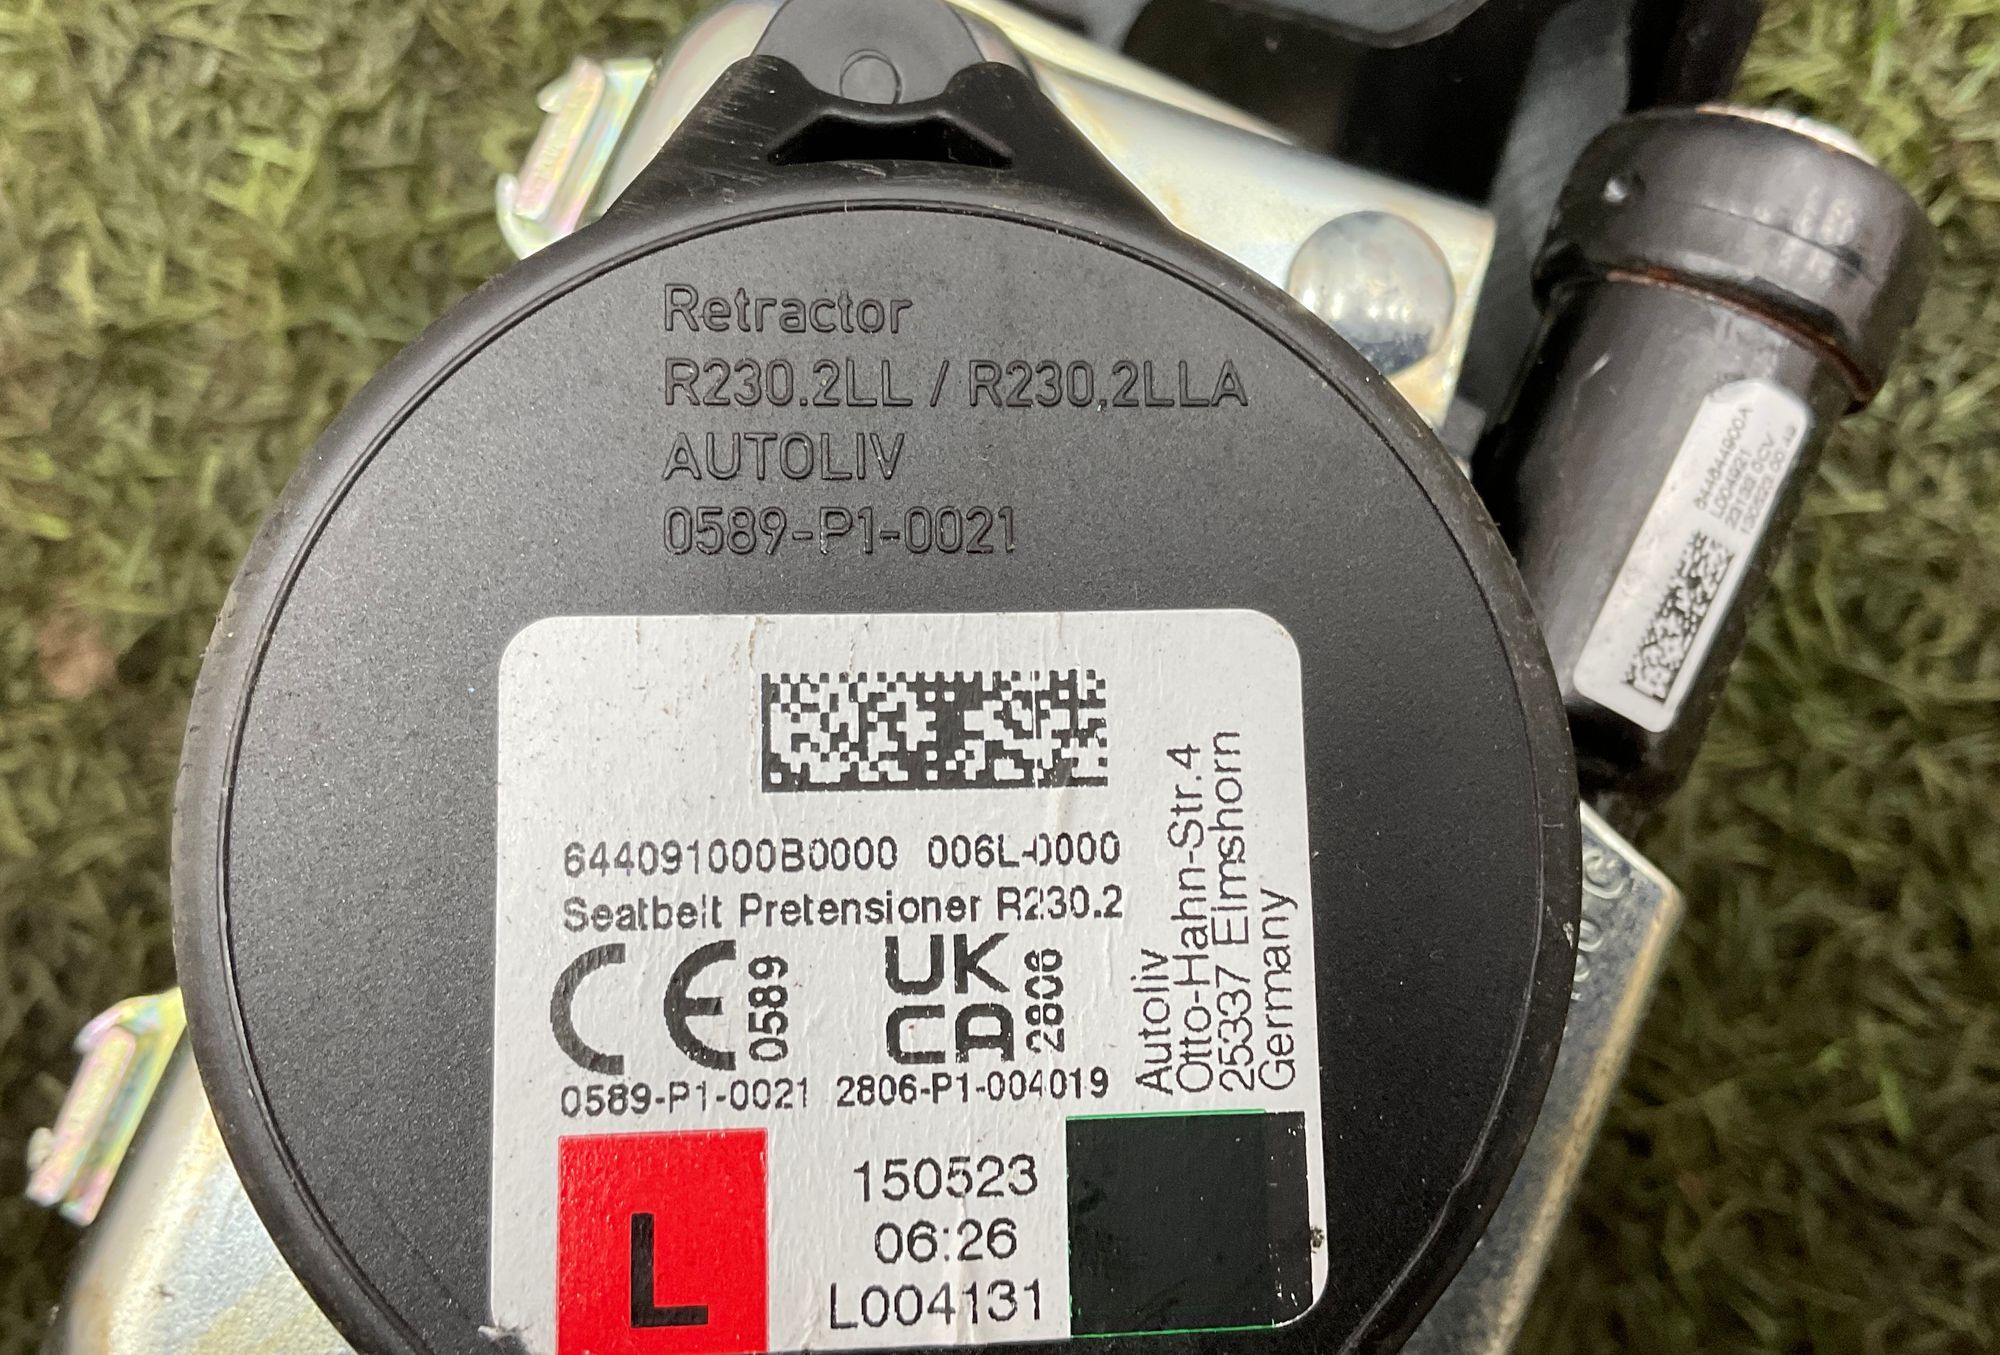 Retractor
R230.2LL / R230.2LLA
AUTOLIV
0589-P1-0021
644091000B0000 006L-0000
Seatbelt Pretensioner R230.2
CE 0589
UK
CA 2806
0589-P1-0021 2806-P1-004019
Autoliv
Otto-Hahn-Str.4
25337 Elmshorn
Germany
L
150523
06:26
L004131
L004921